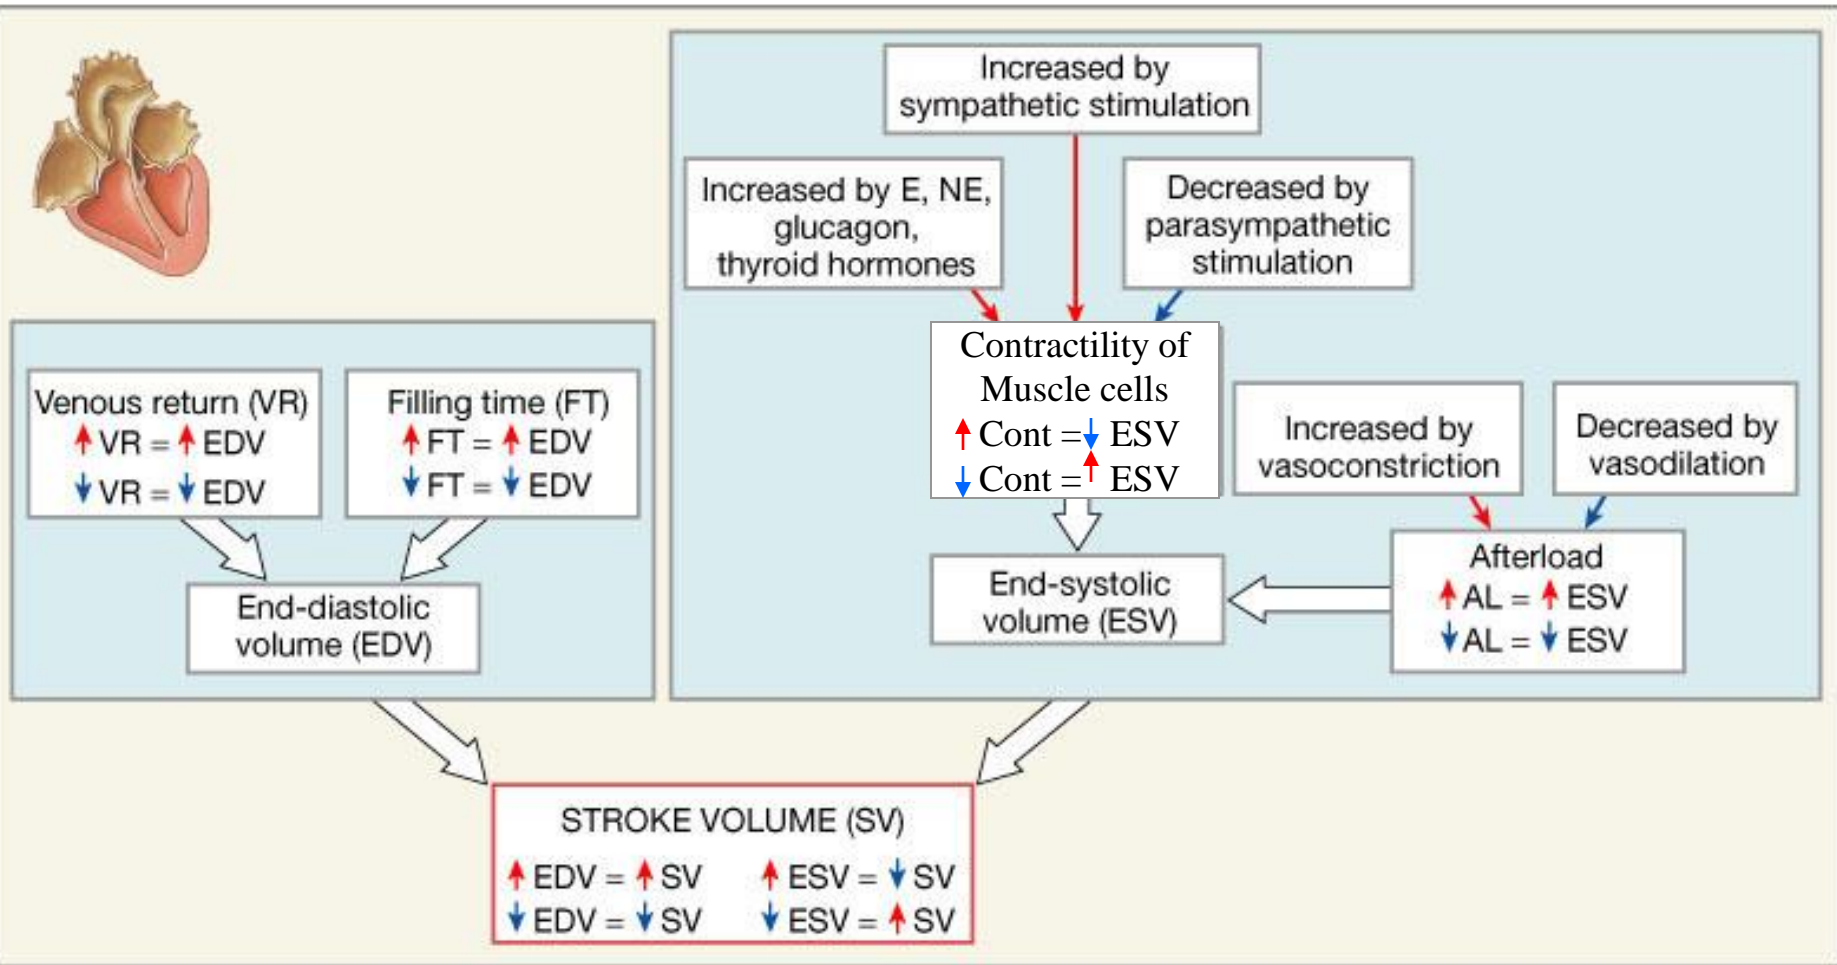 Increased by
sympathetic stimulation
Increased by E, NE,
glucagon,
thyroid hormones
Decreased by
parasympathetic
stimulation
Contractility of
Muscle cells
↑ Cont =↓ ESV
↓ Cont =↑ ESV
Venous return (VR)
↑ VR = ↑ EDV
↓ VR = ↓ EDV
Filling time (FT)
↑ FT = ↑ EDV
↓ FT = ↓ EDV
Increased by
vasoconstriction
Decreased by
vasodilation
End-diastolic
volume (EDV)
End-systolic
volume (ESV)
Afterload
↑ AL = ↑ ESV
↓ AL = ↓ ESV
STROKE VOLUME (SV)
↑ EDV = ↑ SV ↑ ESV = ↓ SV
↓ EDV = ↓ SV ↓ ESV = ↑ SV